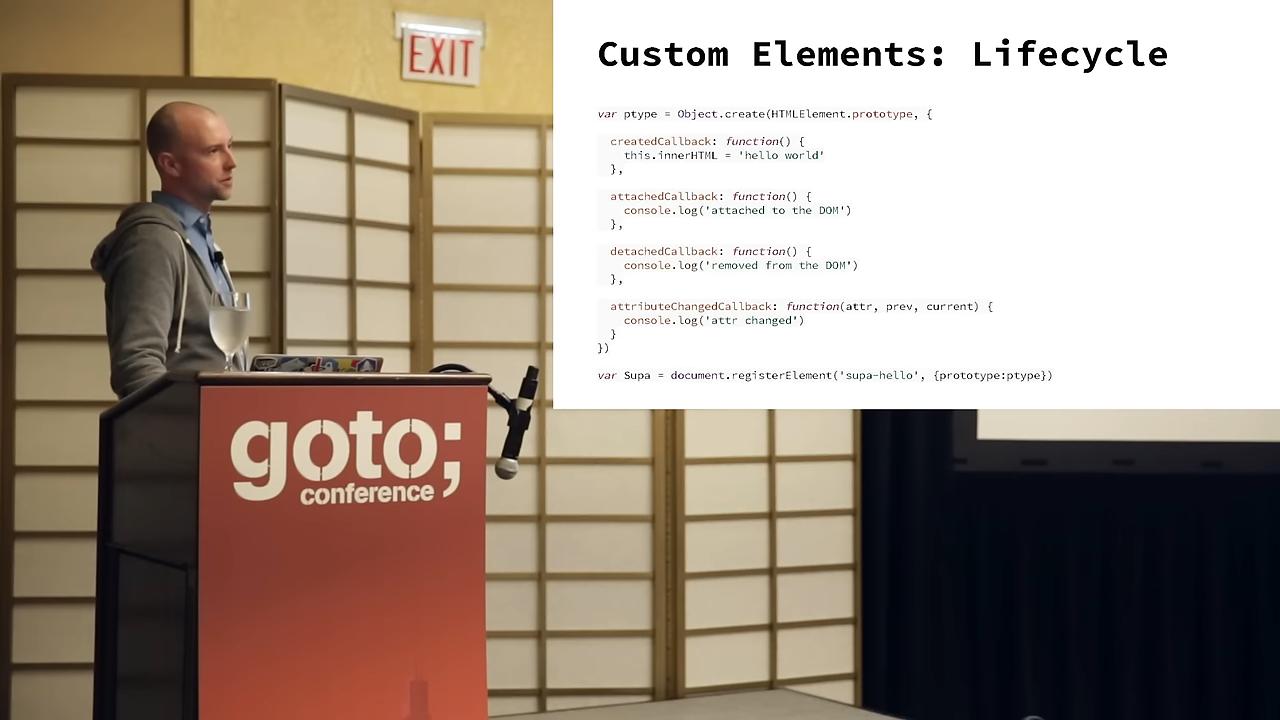 EXIT
Custom Elements: Lifecycle
var ptype = Object.create(HTMLElement.prototype, {
createdCallback: function() {
this.innerHTML = 'hello world'
},
attachedCallback: function() {
console.log('attached to the DOM')
},
detachedCallback: function() {
console.log('removed from the DOM')
},
attributeChangedCallback: function(attr, prev, current) {
console.log('attr changed')
}
})
var Supa = document.registerElement('supa-hello', {prototype:ptype})
goto;
conference